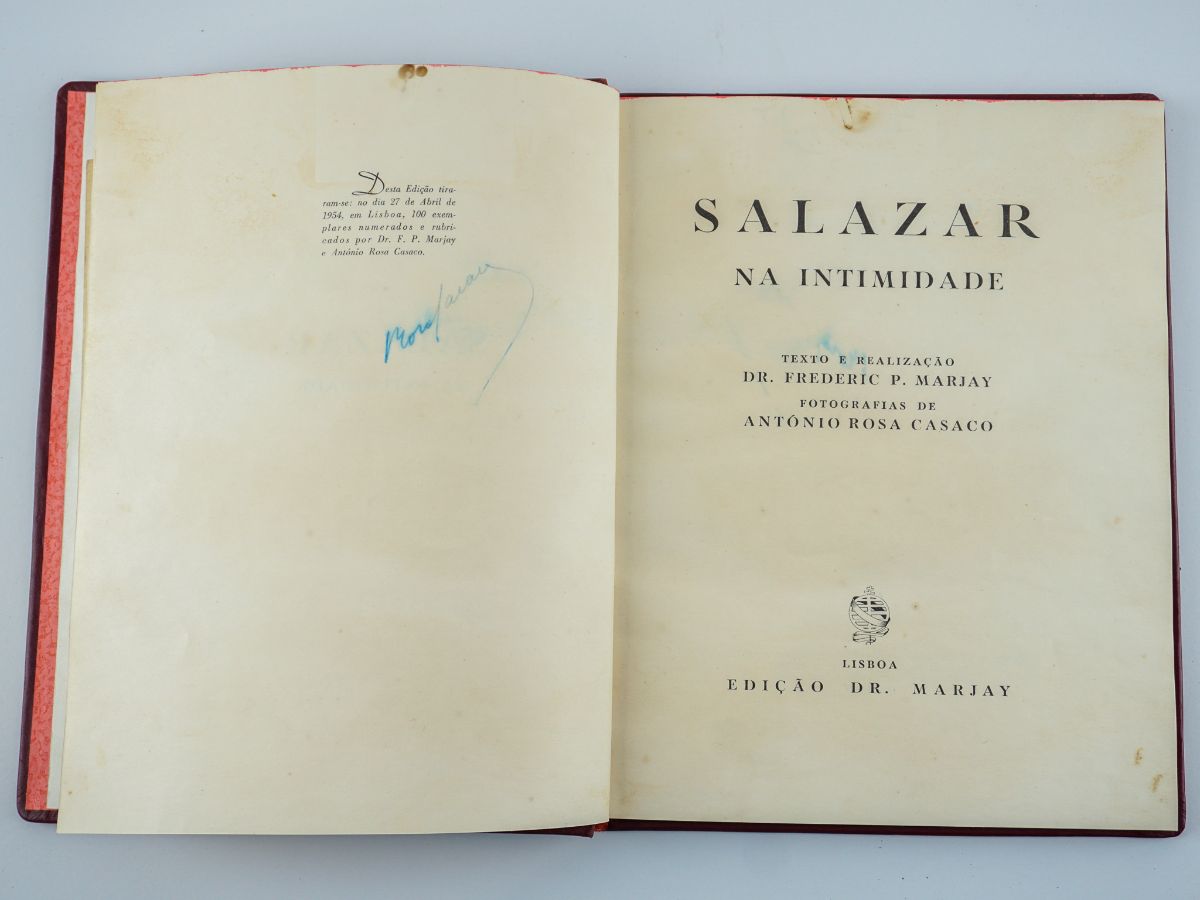 Desta Edição tira-
ram-se: no dia 27 de Abril de
1954, em Lisboa, 100 exem-
plares numerados e rubri-
cados por Dr. F. P. Marjay
e António Rosa Casaco.
SALAZAR
NA INTIMIDADE
TEXTO E REALIZAÇÃO
DR. FREDERIC P. MARJAY
FOTOGRAFIAS DE
ANTÓNIO ROSA CASACO
LISBOA
EDIÇÃO DR. MARJAY